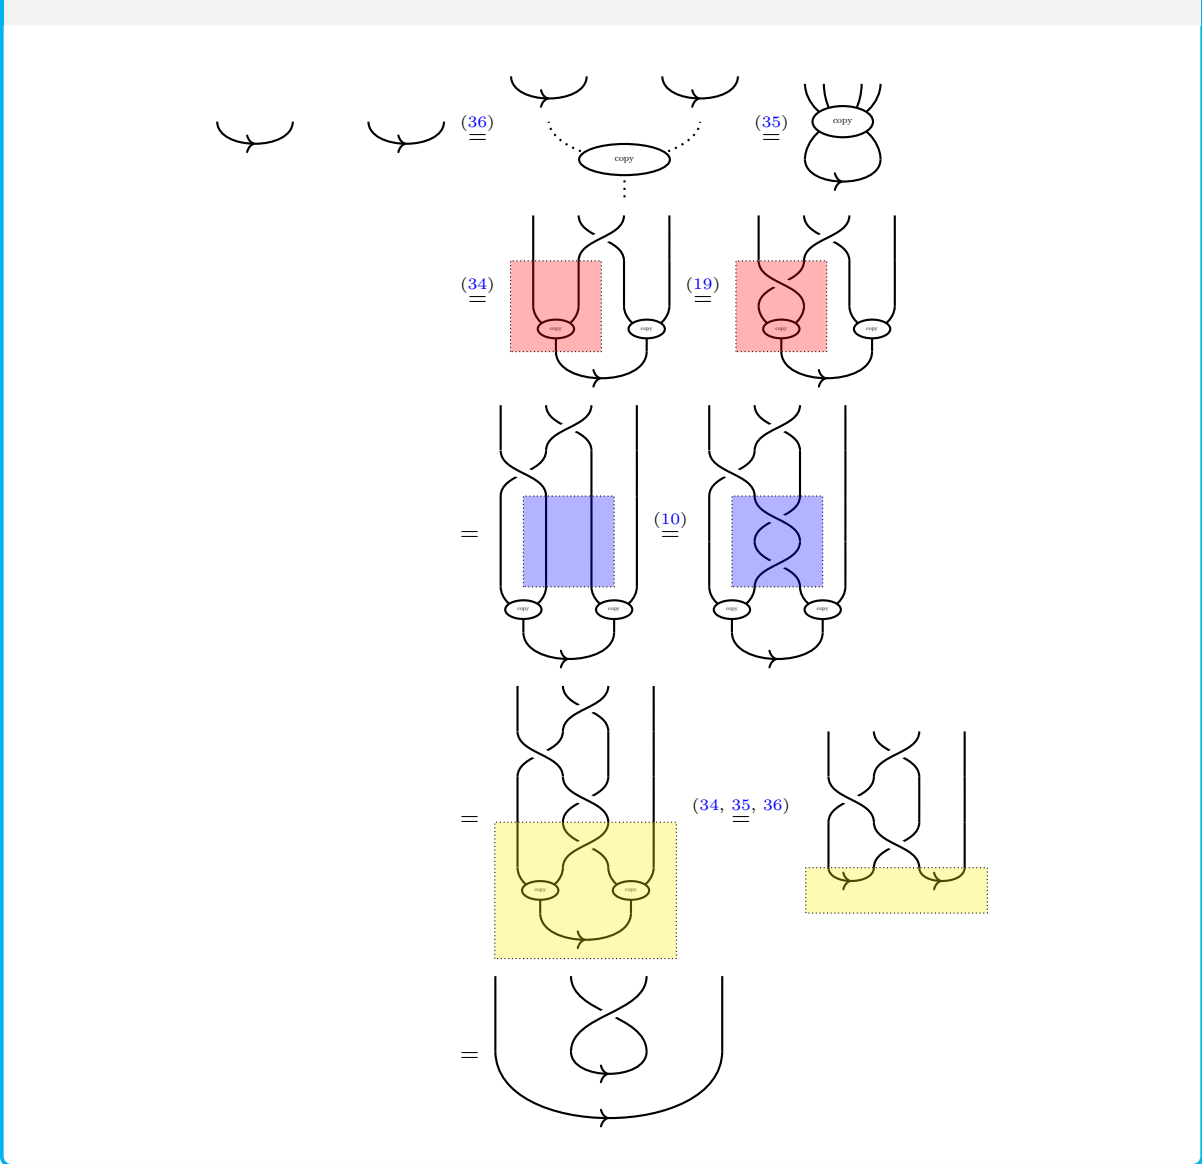 (36)
=
copy
(35)
=
copy
(34)
=
copy copy
(19)
=
copy copy
=
copy copy
(10)
=
copy copy
=
copy copy
(34, 35, 36)
=
=